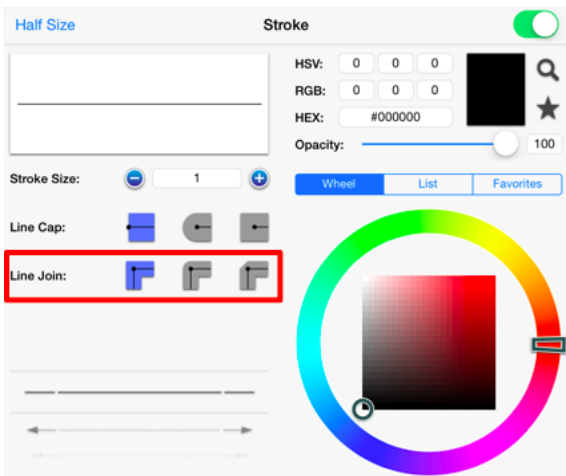 Half Size
Stroke
HSV: 0 0 0
RGB: 0 0 0
HEX: #000000
Opacity: 100
Stroke Size: 1
Wheel List Favorites
Line Cap:
Line Join: